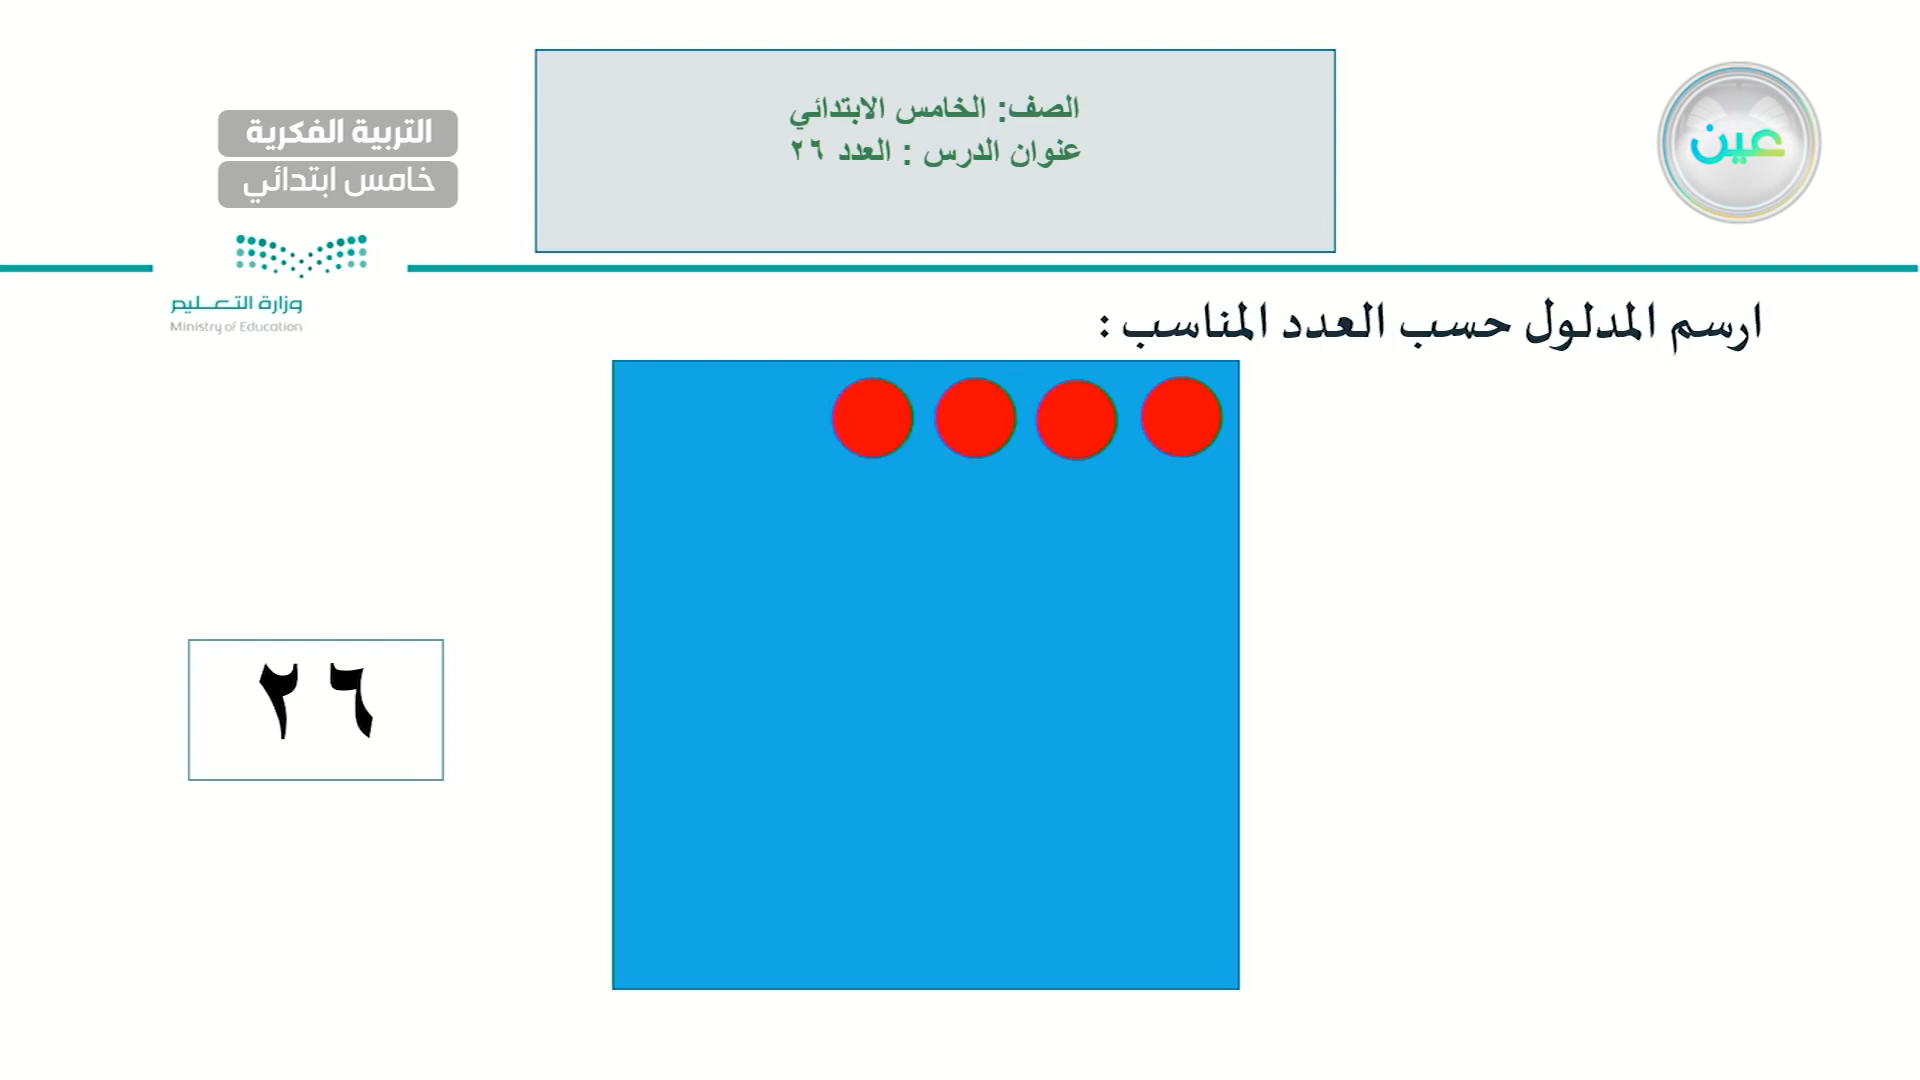 الصف: الخامس الابتدائي
عنوان الدرس : العدد ٢٦
عين
التربية الفكرية
خامس ابتدائي
وزارة التعليم
Ministry of Education
ارسم المدلول حسب العدد المناسب :
٢٦